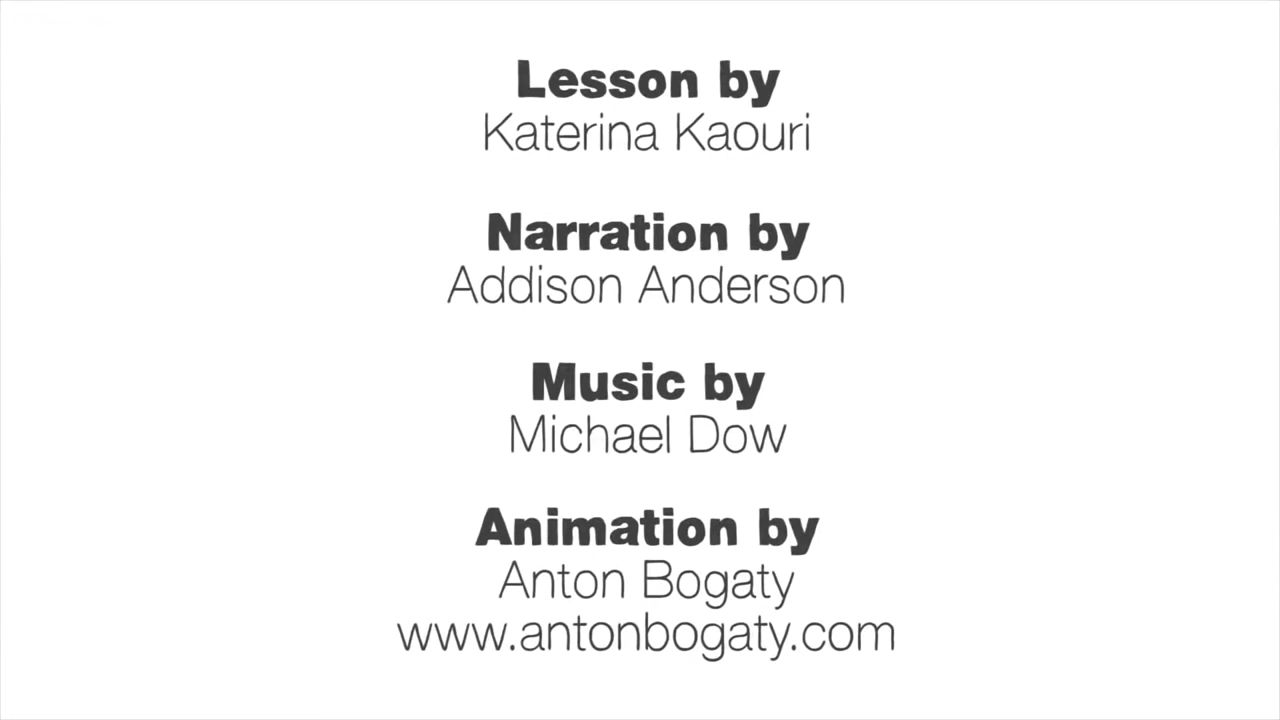 Lesson by
Katerina Kaouri
Narration by
Addison Anderson
Music by
Michael Dow
Animation by
Anton Bogaty
www.antonbogaty.com